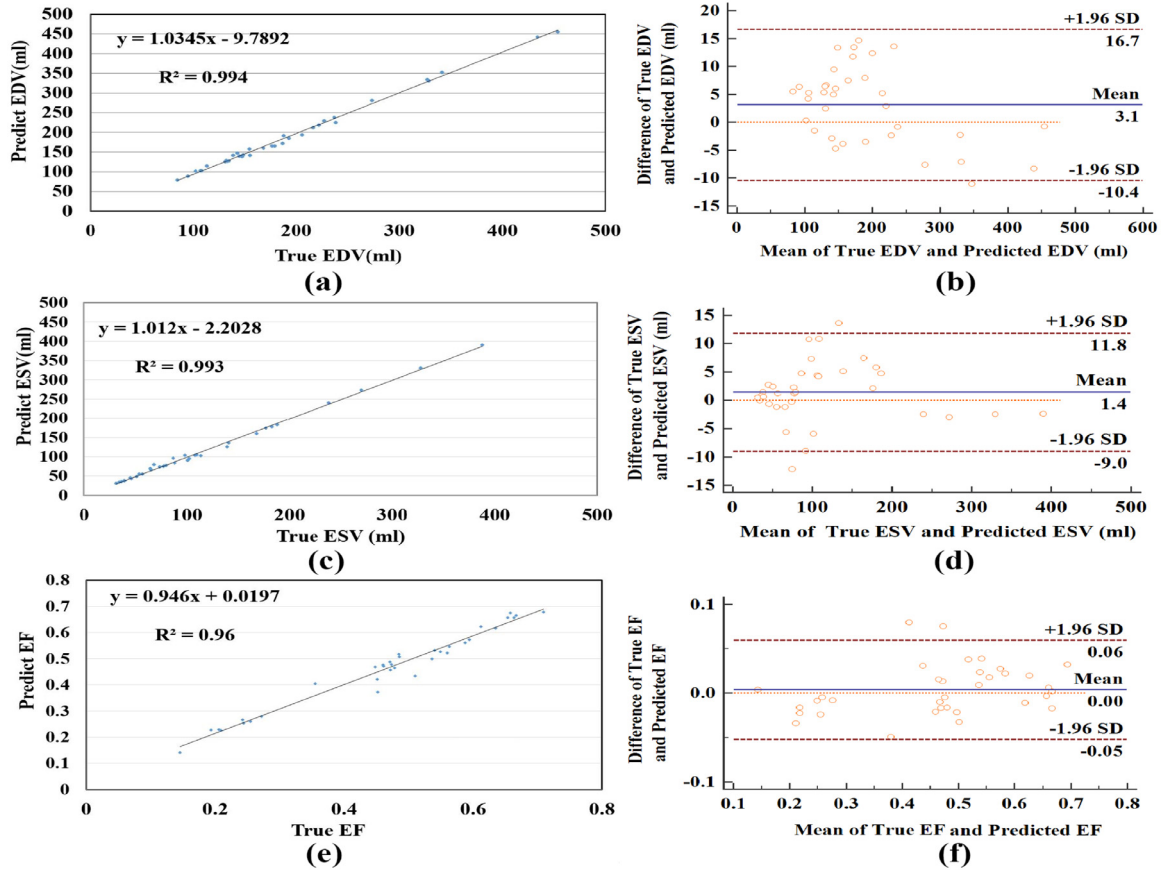 500
450
400
350
300
250
200
150
100
50
0
Predict EDV(ml)
y = 1.0345x - 9.7892
R² = 0.994
0 100 200 300 400 500
True EDV(ml)
(a)
20
15
10
5
0
-5
-10
-15
Difference of True EDV
and Predicted EDV (ml)
+1.96 SD
16.7
Mean
3.1
-1.96 SD
-10.4
0 100 200 300 400 500 600
Mean of True EDV and Predicted EDV (ml)
(b)
500
450
400
350
300
250
200
150
100
50
0
Predict ESV(ml)
y = 1.012x - 2.2028
R² = 0.993
0 100 200 300 400 500
True ESV (ml)
(c)
15
10
5
0
-5
-10
-15
Difference of True ESV
and Predicted ESV (ml)
+1.96 SD
11.8
Mean
1.4
-1.96 SD
-9.0
0 100 200 300 400 500
Mean of True ESV and Predicted ESV (ml)
(d)
0.8
0.7
0.6
0.5
0.4
0.3
0.2
0.1
0
Predict EF
y = 0.946x + 0.0197
R² = 0.96
0 0.2 0.4 0.6 0.8
True EF
(e)
0.1
0.0
-0.1
Difference of True EF
and Predicted EF
+1.96 SD
0.06
Mean
0.00
-1.96 SD
-0.05
0.1 0.2 0.3 0.4 0.5 0.6 0.7 0.8
Mean of True EF and Predicted EF
(f)